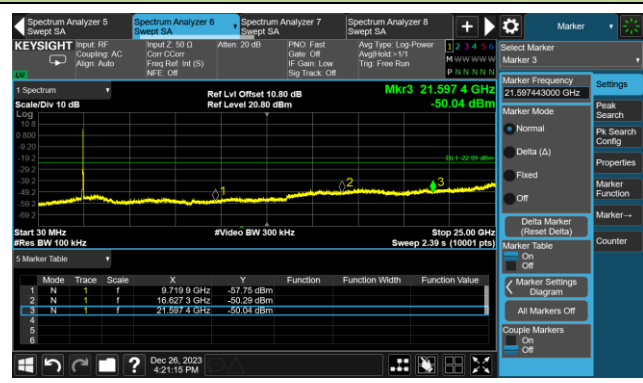 Spectrum Analyzer 5
Swept SA
Spectrum Analyzer 6
Swept SA
Spectrum Analyzer 7
Swept SA
Spectrum Analyzer 8
Swept SA
+
Marker
KEYSIGHT
Input: RF
Coupling: AC
Align: Auto
Input Z: 50 Ω
Corr CCorr
Freq Ref: Int (S)
NFE: Off
Atten: 20 dB
PNO: Fast
Gate: Off
IF Gain: Low
Sig Track: Off
Avg Type: Log-Power
Avg|Hold:>1/1
Trig: Free Run
1 2 3 4 5 6
M W W W W W
P N N N N N
Select Marker
Marker 3
1 Spectrum
Scale/Div 10 dB
Ref Lvl Offset 10.80 dB
Ref Level 20.80 dBm
Mkr3 21.597 4 GHz
-50.04 dBm
Log
10.8
0.800
-9.20
-19.2
-29.2
-39.2
-49.2
-59.2
-69.2
DL1 -22.99 dBm
1
2
3
Start 30 MHz
#Res BW 100 kHz
#Video BW 300 kHz
Stop 25.00 GHz
Sweep 2.39 s (10001 pts)
5 Marker Table
Mode Trace Scale X Y Function Function Width Function Value
1 N 1 f 9.719 9 GHz -57.75 dBm
2 N 1 f 16.627 3 GHz -50.29 dBm
3 N 1 f 21.597 4 GHz -50.04 dBm
4
5
6
Marker Frequency
21.597443000 GHz
Marker Mode
Normal
Delta (Δ)
Fixed
Off
Delta Marker
(Reset Delta)
Marker Table
On
Off
Marker Settings
Diagram
All Markers Off
Couple Markers
On
Off
Settings
Peak
Search
Pk Search
Config
Properties
Marker
Function
Marker→
Counter
?
Dec 26, 2023
4:21:15 PM